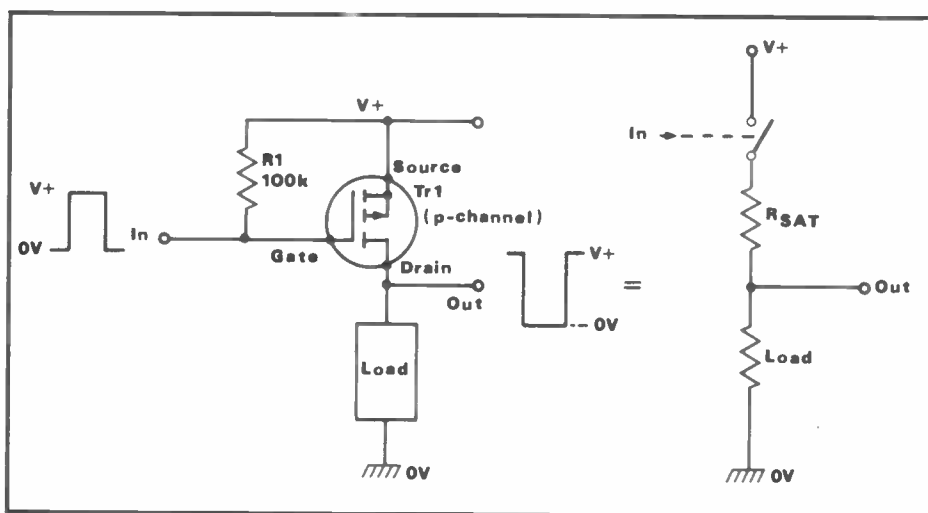 V+
R1
100k
Source
Tr1
(p-channel)
V+
0V
In
Gate
Drain
Out
V+
0V
Load
0V
=
V+
In
RSAT
Out
Load
0V